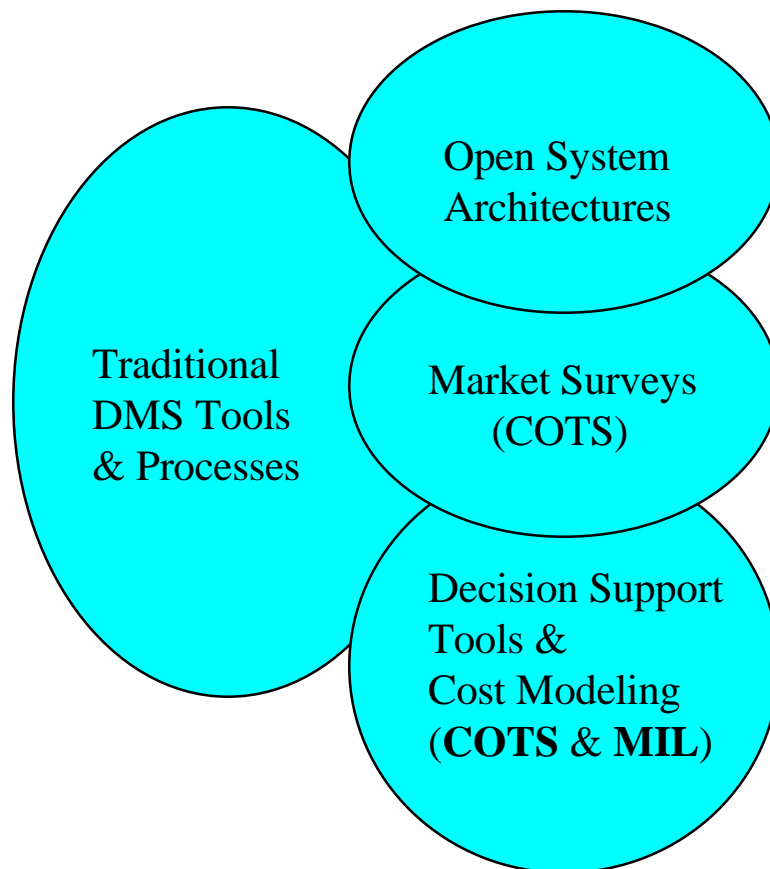 Open System
Architectures
Traditional
DMS Tools
& Processes
Market Surveys
(COTS)
Decision Support
Tools &
Cost Modeling
(COTS & MIL)